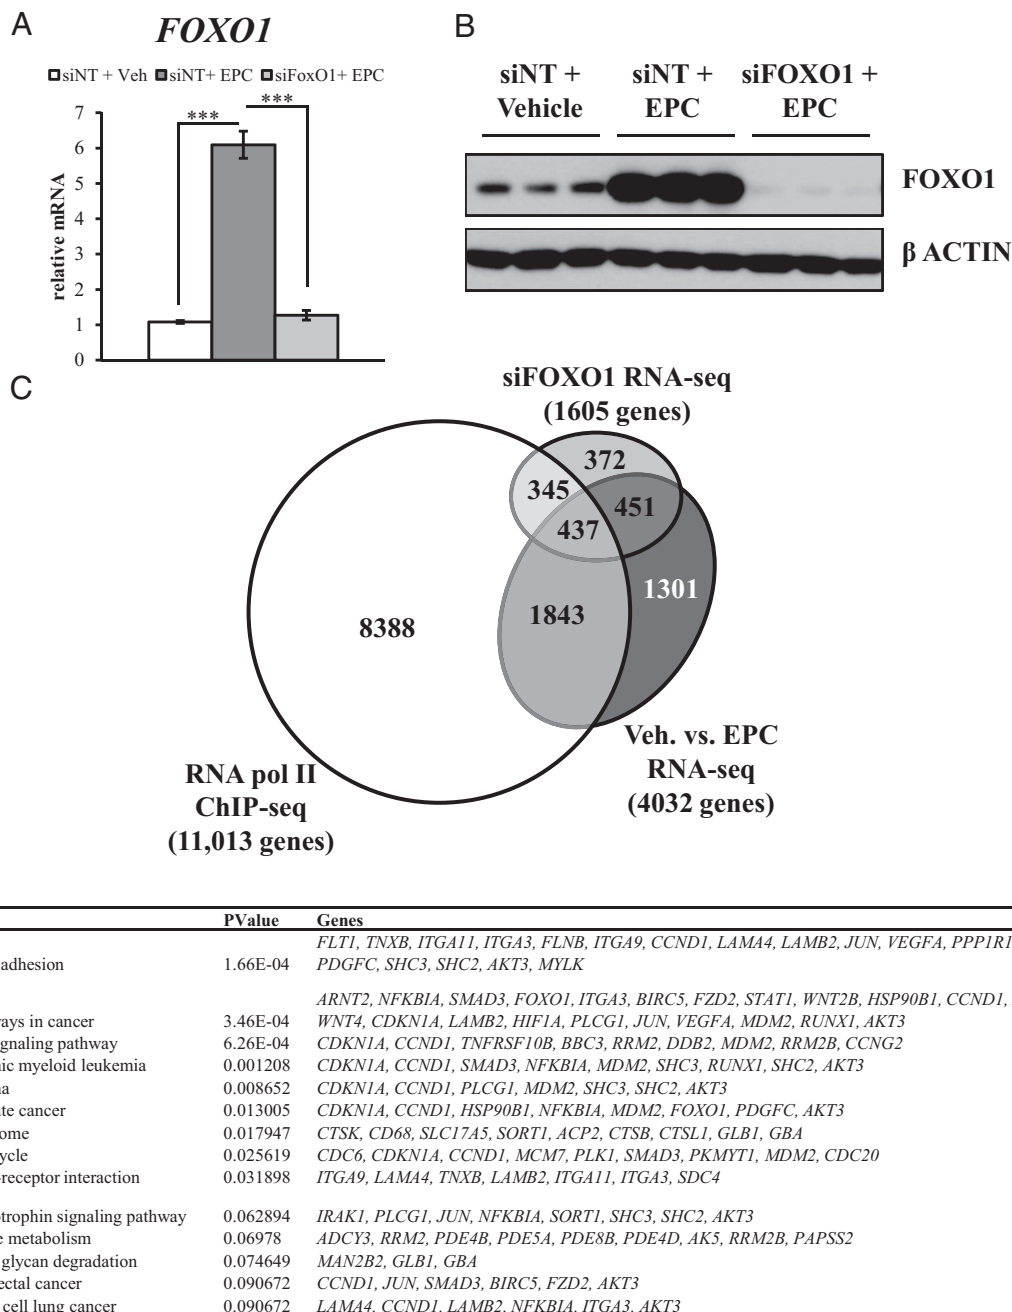 A
FOXO1
siNT + Veh siNT+ EPC siFoxO1+ EPC
***
***
relative mRNA
7
6
5
4
3
2
1
0
B
siNT +
Vehicle
siNT +
EPC
siFOXO1 +
EPC
FOXO1
β ACTIN
C
siFOXO1 RNA-seq
(1605 genes)
372
345
451
437
1301
1843
8388
Veh. vs. EPC
RNA-seq
(4032 genes)
RNA pol II
ChIP-seq
(11,013 genes)
PValue Genes
FLT1, TNXB, ITGA11, ITGA3, FLNB, ITGA9, CCND1, LAMA4, LAMB2, JUN, VEGFA, PPP1R1
adhesion 1.66E-04 PDGFC, SHC3, SHC2, AKT3, MYLK
ARNT2, NFKBIA, SMAD3, FOXO1, ITGA3, BIRC5, FZD2, STAT1, WNT2B, HSP90B1, CCND1,
ays in cancer 3.46E-04 WNT4, CDKN1A, LAMB2, HIF1A, PLCG1, JUN, VEGFA, MDM2, RUNX1, AKT3
gnaling pathway 6.26E-04 CDKN1A, CCND1, TNFRSF10B, BBC3, RRM2, DDB2, MDM2, RRM2B, CCNG2
ic myeloid leukemia 0.001208 CDKN1A, CCND1, SMAD3, NFKBIA, MDM2, SHC3, RUNX1, SHC2, AKT3
na 0.008652 CDKN1A, CCND1, PLCG1, MDM2, SHC3, SHC2, AKT3
te cancer 0.013005 CDKN1A, CCND1, HSP90B1, NFKBIA, MDM2, FOXO1, PDGFC, AKT3
ome 0.017947 CTSK, CD68, SLC17A5, SORT1, ACP2, CTSB, CTSL1, GLB1, GBA
ycle 0.025619 CDC6, CDKN1A, CCND1, MCM7, PLK1, SMAD3, PKMYT1, MDM2, CDC20
-receptor interaction 0.031898 ITGA9, LAMA4, TNXB, LAMB2, ITGA11, ITGA3, SDC4
trophin signaling pathway 0.062894 IRAK1, PLCG1, JUN, NFKBIA, SORT1, SHC3, SHC2, AKT3
e metabolism 0.06978 ADCY3, RRM2, PDE4B, PDE5A, PDE8B, PDE4D, AK5, RRM2B, PAPSS2
glycan degradation 0.074649 MAN2B2, GLB1, GBA
ectal cancer 0.090672 CCND1, JUN, SMAD3, BIRC5, FZD2, AKT3
cell lung cancer 0.090672 LAMA4, CCND1, LAMB2, NFKBIA, ITGA3, AKT3